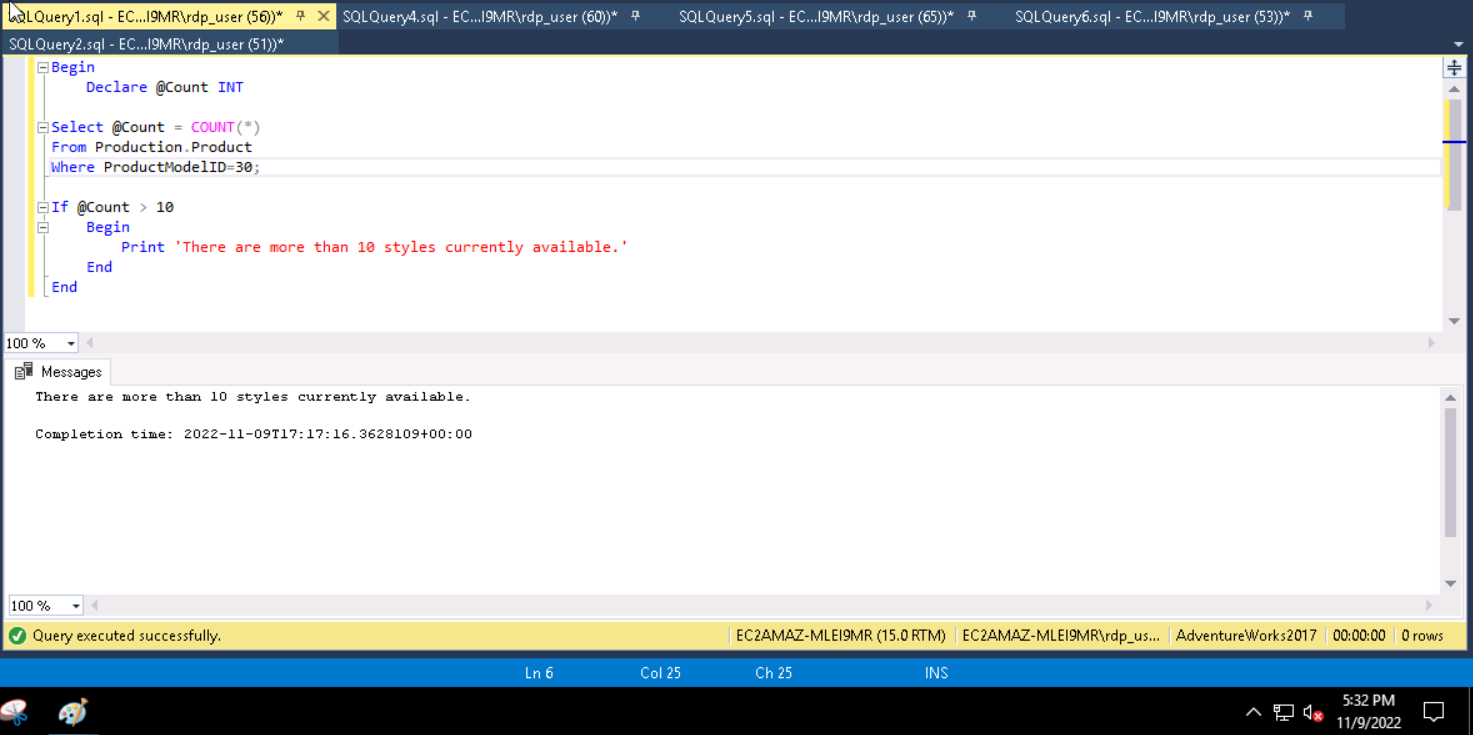 SQLQuery1.sql - EC...I9MR\rdp_user (56))* SQLQuery4.sql - EC...I9MR\rdp_user (60))* SQLQuery5.sql - EC...I9MR\rdp_user (65))* SQLQuery6.sql - EC...I9MR\rdp_user (53))*
SQLQuery2.sql - EC...I9MR\rdp_user (51))*
Begin
Declare @Count INT
Select @Count = COUNT(*)
From Production.Product
Where ProductModelID=30;
If @Count > 10
Begin
Print 'There are more than 10 styles currently available.'
End
End
100 %
Messages
There are more than 10 styles currently available.
Completion time: 2022-11-09T17:17:16.3628109+00:00
100 %
Query executed successfully. EC2AMAZ-MLEI9MR (15.0 RTM) EC2AMAZ-MLEI9MR\rdp_us... AdventureWorks2017 00:00:00 0 rows
Ln 6 Col 25 Ch 25 INS
5:32 PM
11/9/2022